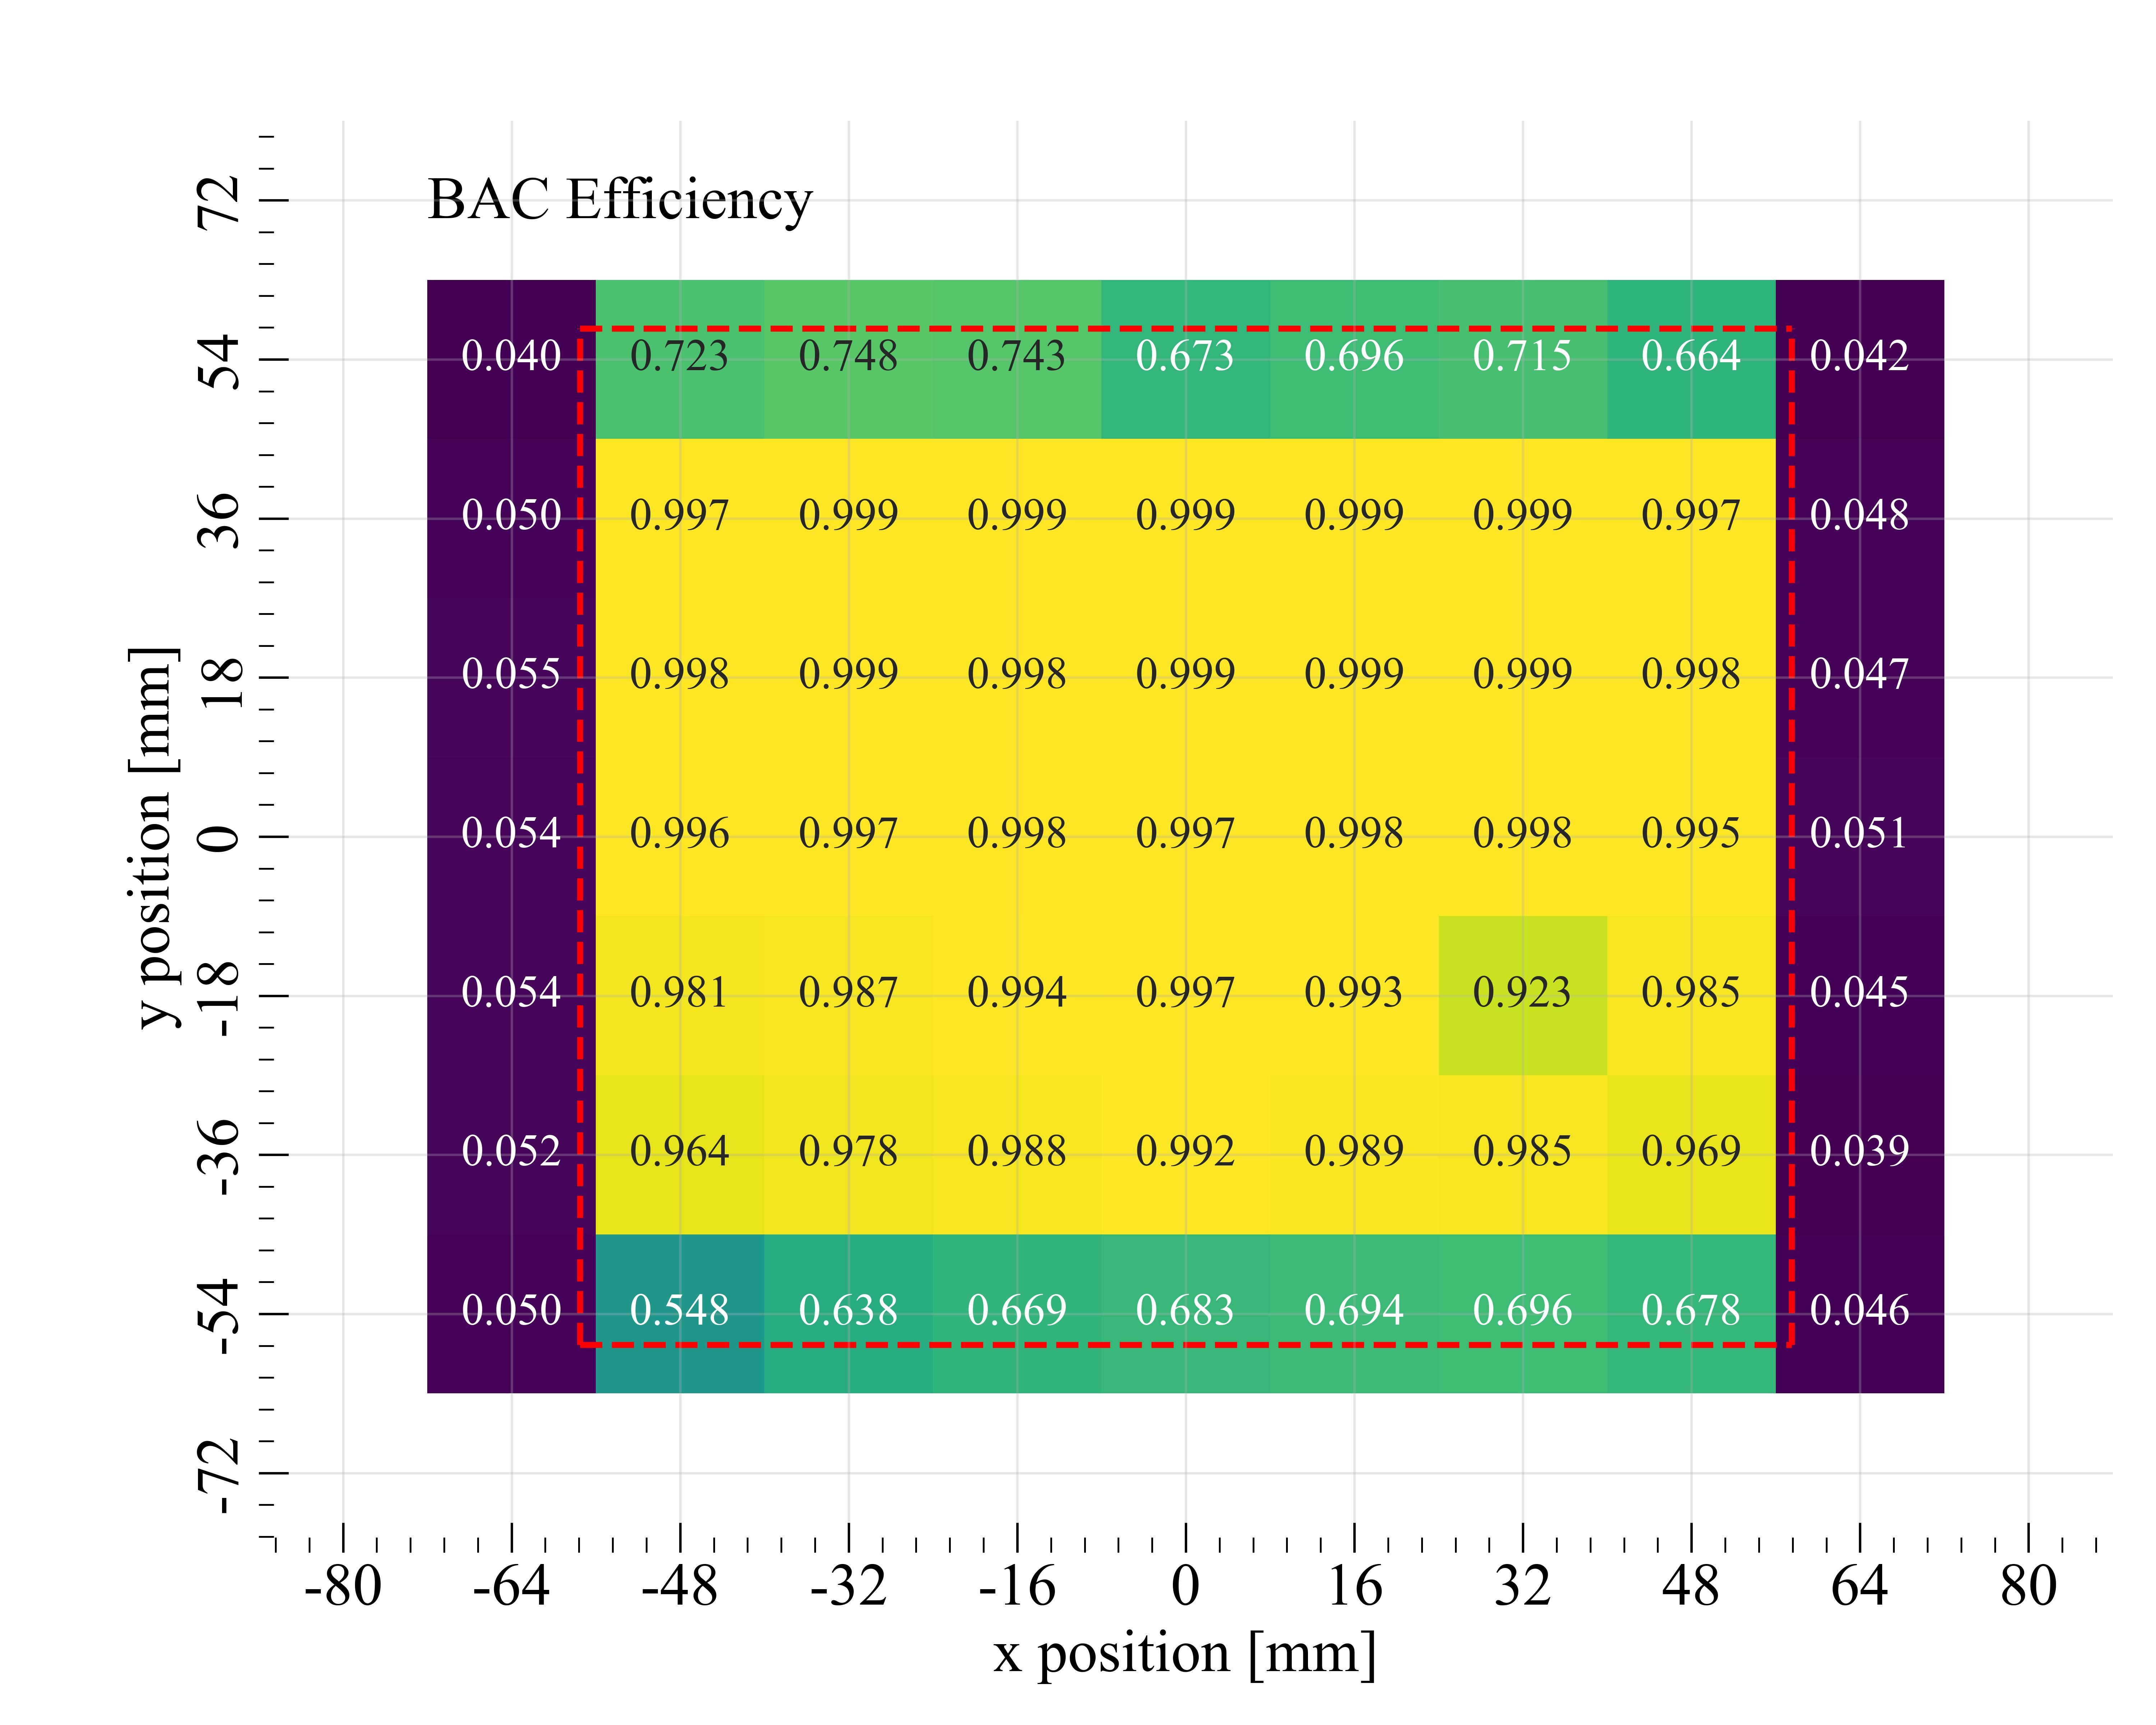 BAC Efficiency
72
54 0.040 0.723 0.748 0.743 0.673 0.696 0.715 0.664 0.042
36 0.050 0.997 0.999 0.999 0.999 0.999 0.999 0.997 0.048
18 0.055 0.998 0.999 0.998 0.999 0.999 0.999 0.998 0.047
0 0.054 0.996 0.997 0.998 0.997 0.998 0.998 0.995 0.051
-18 0.054 0.981 0.987 0.994 0.997 0.993 0.923 0.985 0.045
-36 0.052 0.964 0.978 0.988 0.992 0.989 0.985 0.969 0.039
-54 0.050 0.548 0.638 0.669 0.683 0.694 0.696 0.678 0.046
-72
y position [mm]
-80 -64 -48 -32 -16 0 16 32 48 64 80
x position [mm]